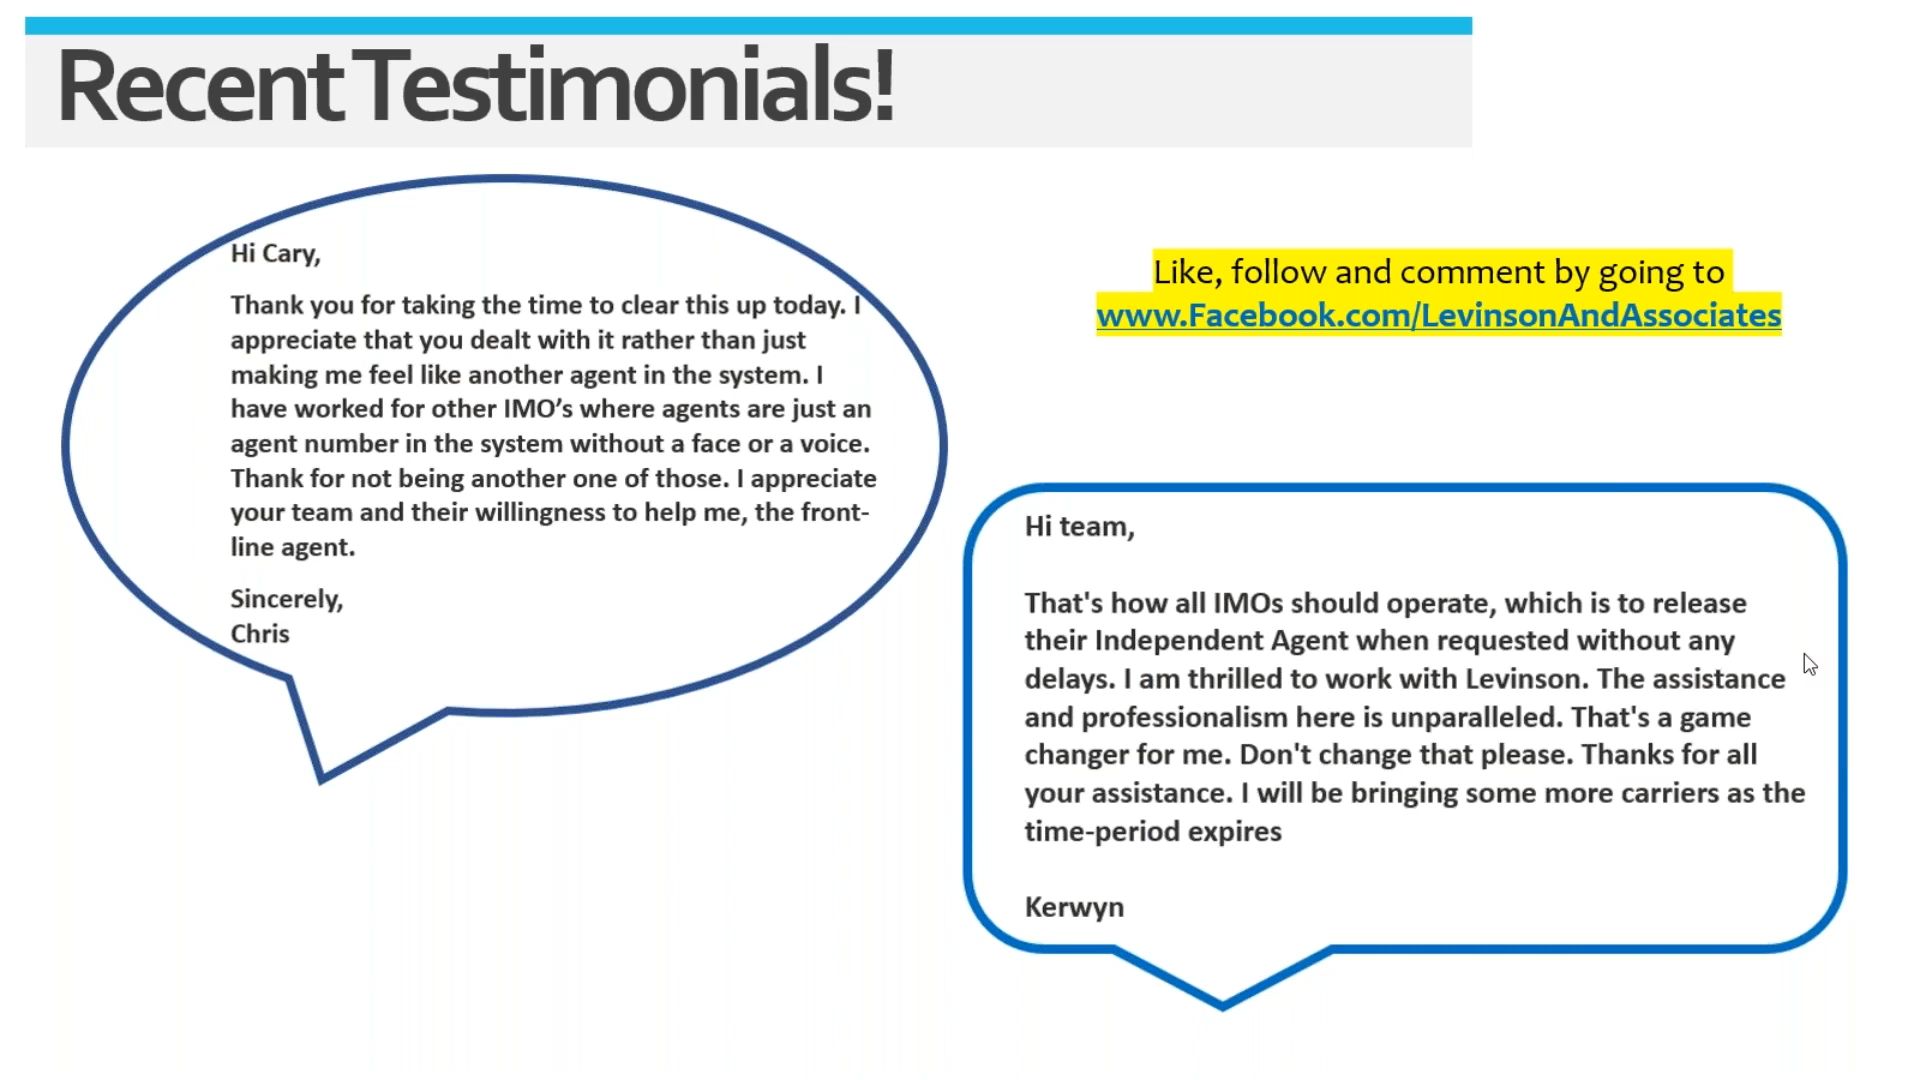 Recent Testimonials!
Hi Cary,
Thank you for taking the time to clear this up today. I
appreciate that you dealt with it rather than just
making me feel like another agent in the system. I
have worked for other IMO’s where agents are just an
agent number in the system without a face or a voice.
Thank for not being another one of those. I appreciate
your team and their willingness to help me, the front-
line agent.
Sincerely,
Chris
Like, follow and comment by going to
www.Facebook.com/LevinsonAndAssociates
Hi team,
That's how all IMOs should operate, which is to release
their Independent Agent when requested without any
delays. I am thrilled to work with Levinson. The assistance
and professionalism here is unparalleled. That's a game
changer for me. Don't change that please. Thanks for all
your assistance. I will be bringing some more carriers as the
time-period expires
Kerwyn